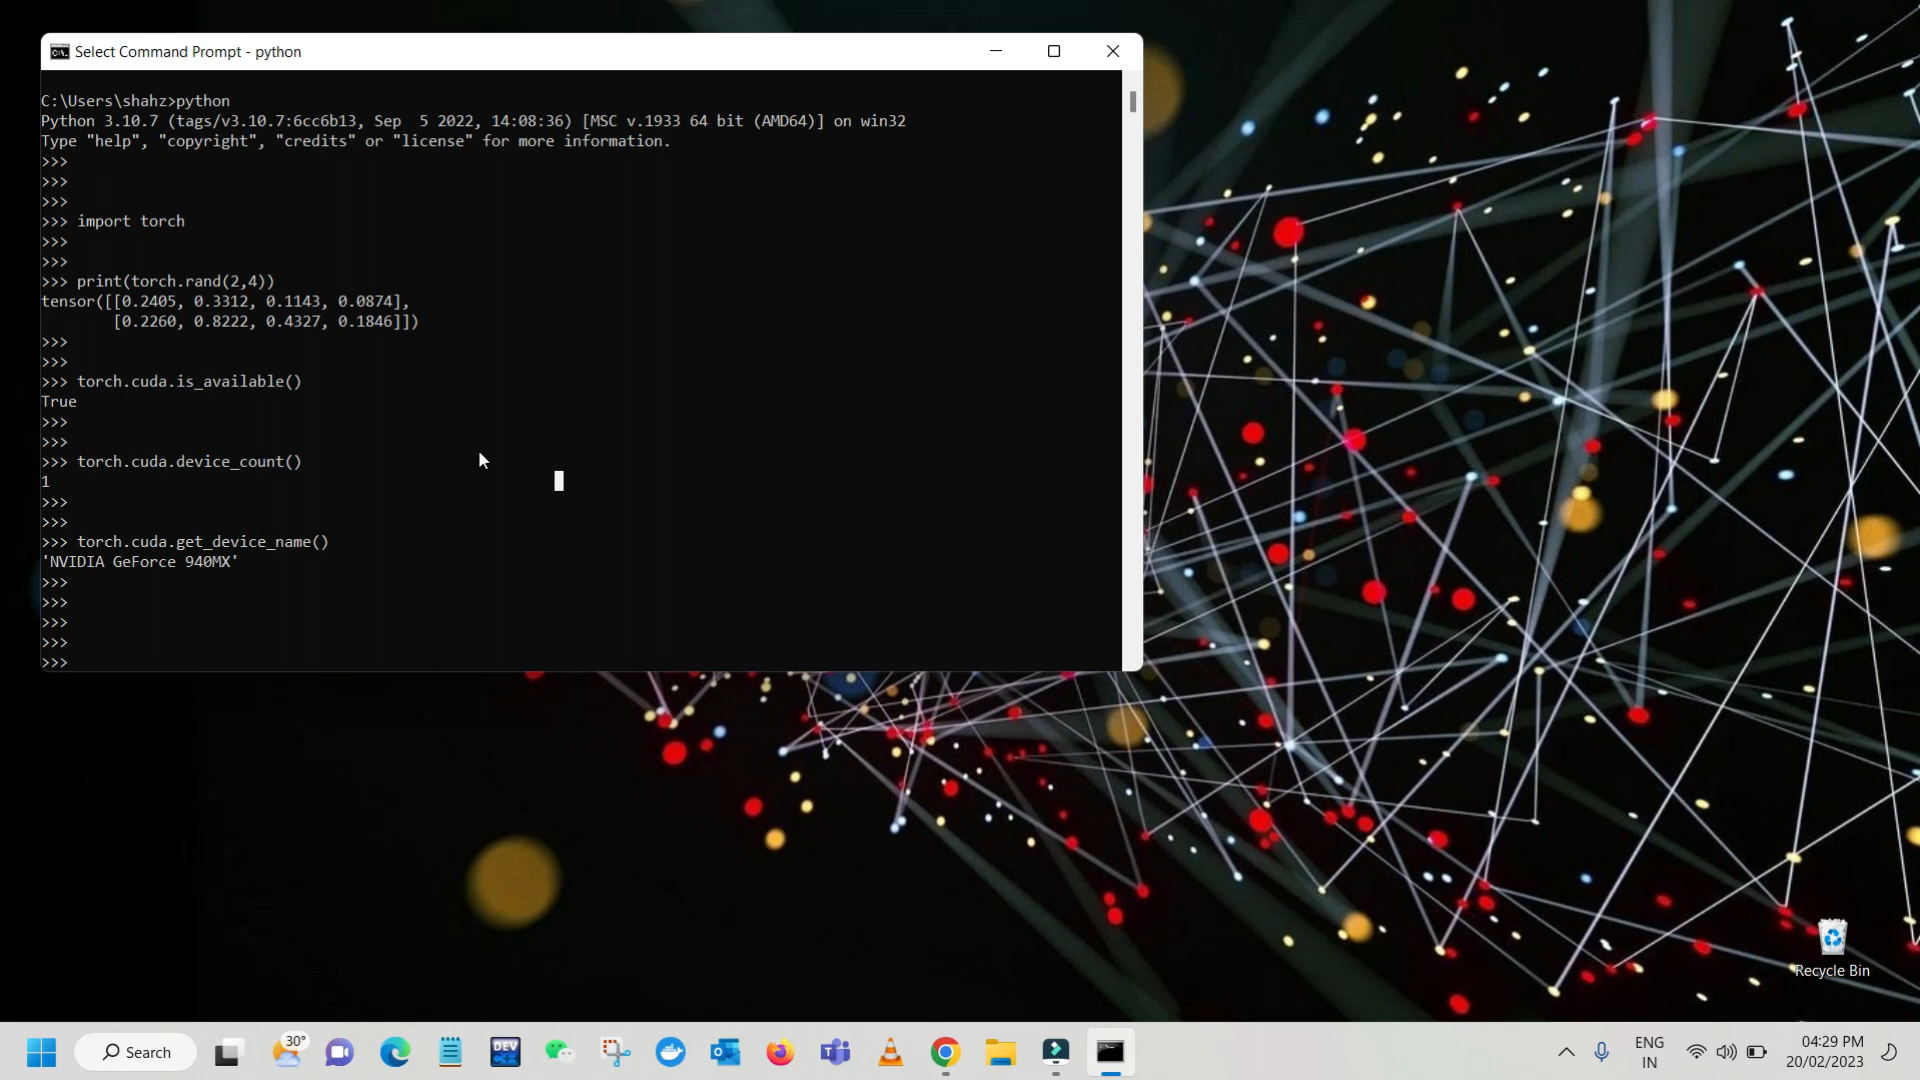 Select Command Prompt - python
C:\Users\shahz>python
Python 3.10.7 (tags/v3.10.7:6cc6b13, Sep  5 2022, 14:08:36) [MSC v.1933 64 bit (AMD64)] on win32
Type "help", "copyright", "credits" or "license" for more information.
>>>
>>>
>>>
>>> import torch
>>>
>>>
>>> print(torch.rand(2,4))
tensor([[0.2405, 0.3312, 0.1143, 0.0874],
        [0.2260, 0.8222, 0.4327, 0.1846]])
>>>
>>>
>>> torch.cuda.is_available()
True
>>>
>>>
>>> torch.cuda.device_count()
1
>>>
>>>
>>> torch.cuda.get_device_name()
'NVIDIA GeForce 940MX'
>>>
>>>
>>>
>>>
>>>
Recycle Bin
Search
30°
DEV
C++
ENG
IN
04:29 PM
20/02/2023